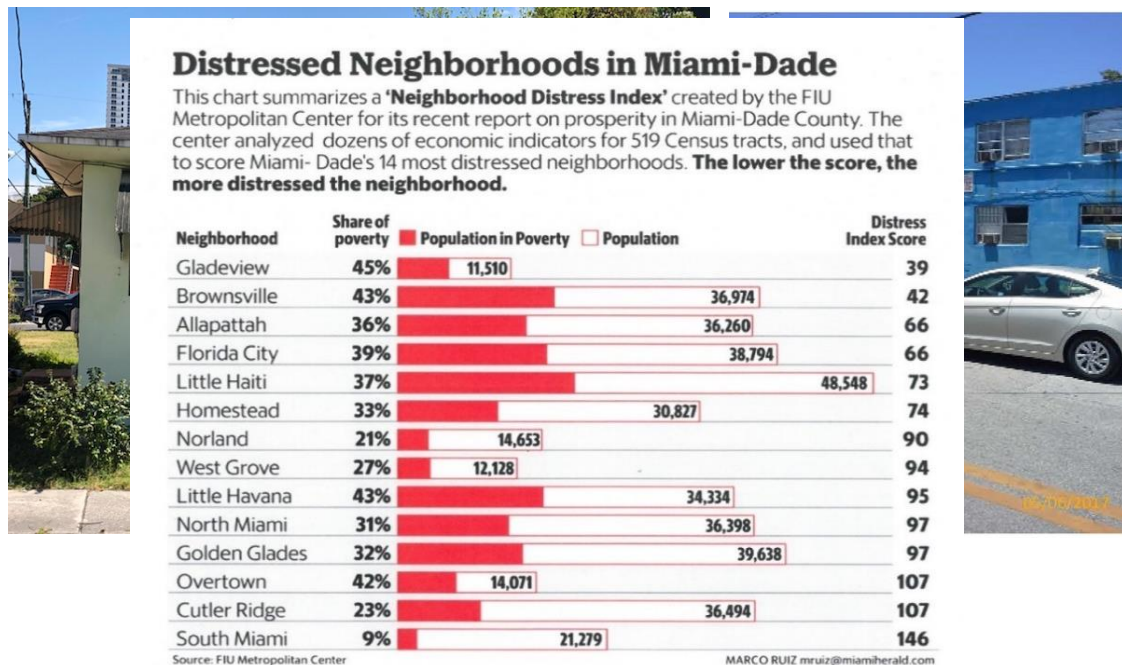 Distressed Neighborhoods in Miami-Dade
This chart summarizes a 'Neighborhood Distress Index' created by the FIU
Metropolitan Center for its recent report on prosperity in Miami-Dade County. The
center analyzed dozens of economic indicators for 519 Census tracts, and used that
to score Miami- Dade's 14 most distressed neighborhoods. The lower the score, the
more distressed the neighborhood.
Neighborhood Share of poverty Population in Poverty Population Distress Index Score
Gladeview 45% 11,510 39
Brownsville 43% 36,974 42
Allapattah 36% 36,260 66
Florida City 39% 38,794 66
Little Haiti 37% 48,548 73
Homestead 33% 30,827 74
Norland 21% 14,653 90
West Grove 27% 12,128 94
Little Havana 43% 34,334 95
North Miami 31% 36,398 97
Golden Glades 32% 39,638 97
Overtown 42% 14,071 107
Cutler Ridge 23% 36,494 107
South Miami 9% 21,279 146
Source: FIU Metropolitan Center MARCO RUIZ mruiz@miamiherald.com